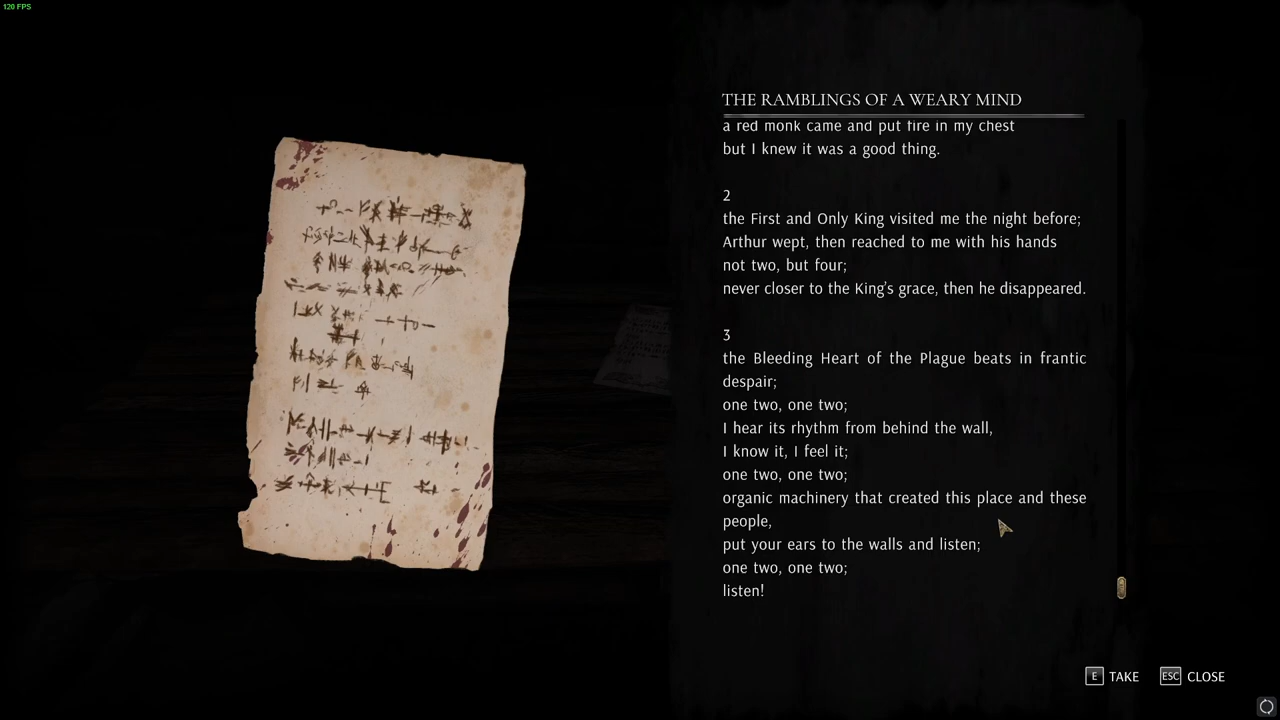 120 FPS
THE RAMBLINGS OF A WEARY MIND
a red monk came and put fire in my chest
but I knew it was a good thing.
2
the First and Only King visited me the night before;
Arthur wept, then reached to me with his hands
not two, but four;
never closer to the King’s grace, then he disappeared.
3
the Bleeding Heart of the Plague beats in frantic
despair;
one two, one two;
I hear its rhythm from behind the wall,
I know it, I feel it;
one two, one two;
organic machinery that created this place and these
people,
put your ears to the walls and listen;
one two, one two;
listen!
E TAKE ESC CLOSE